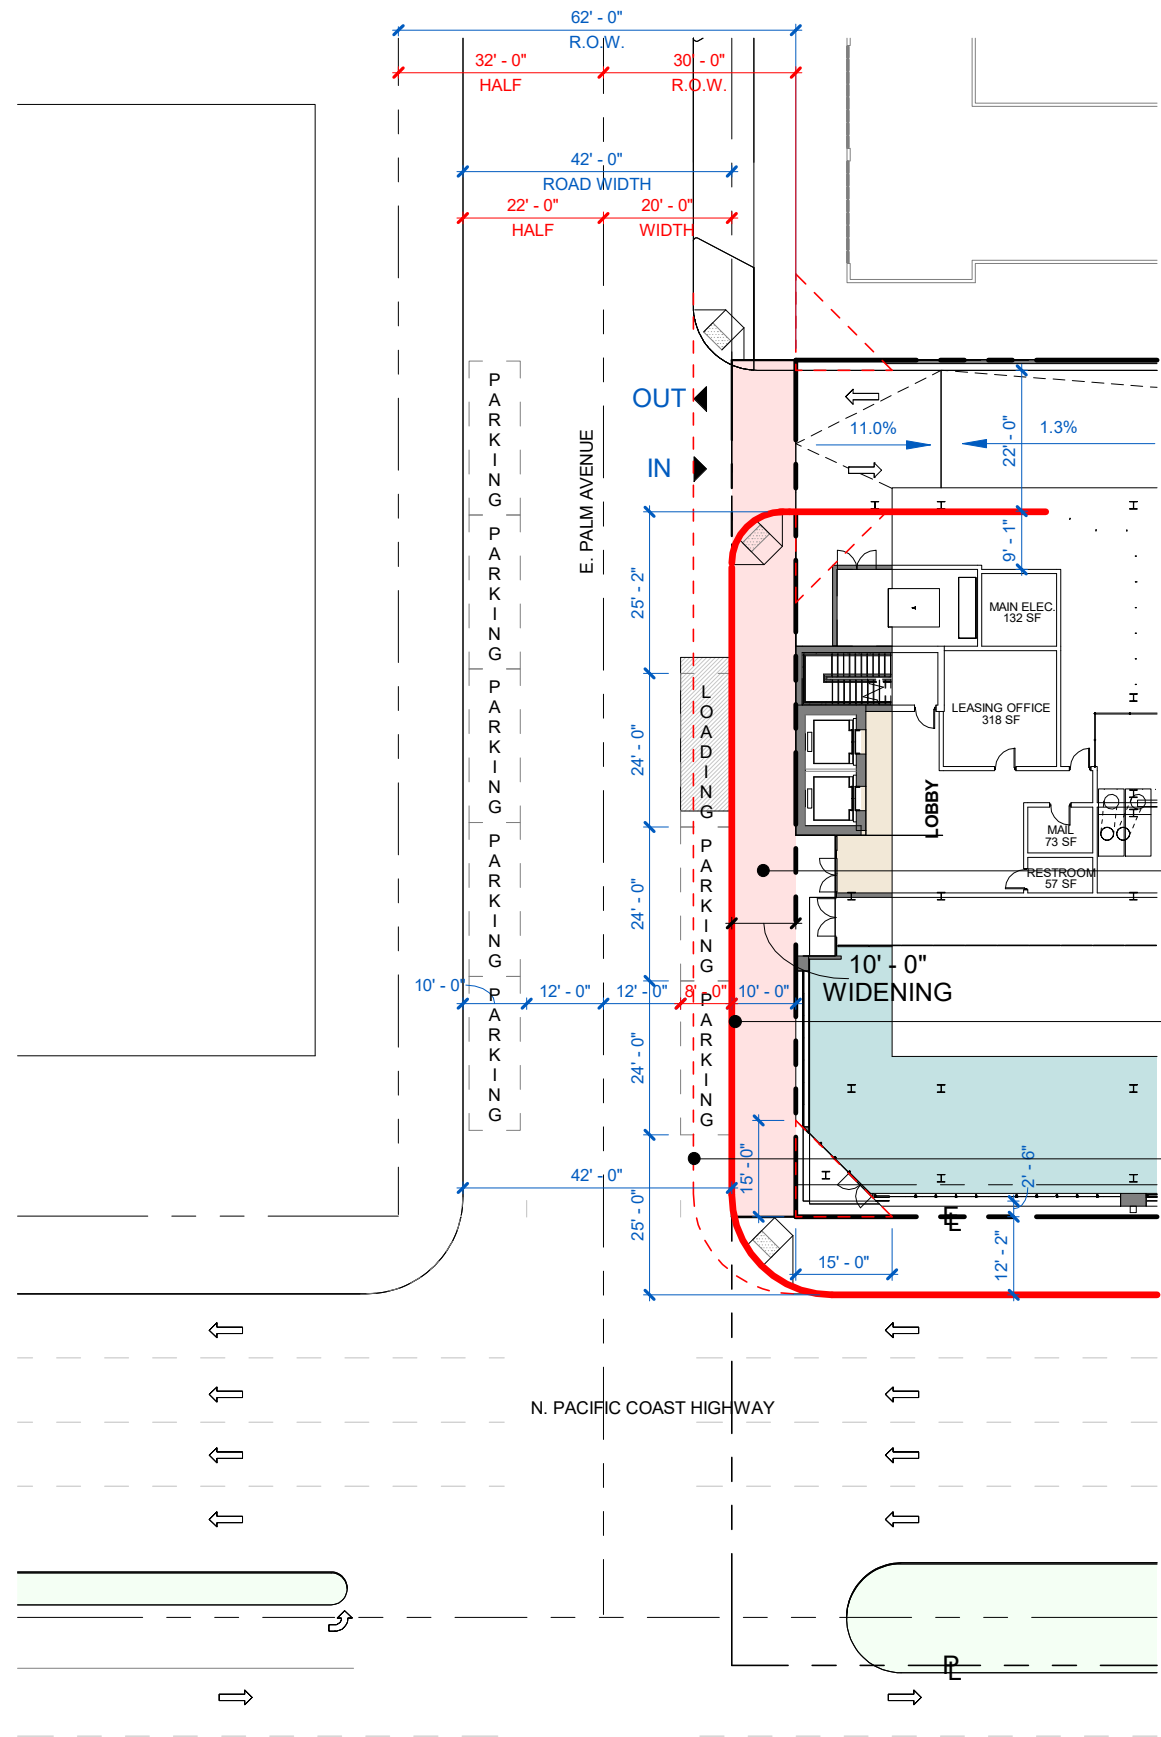 62' - 0"
R.O.W.
32' - 0"
HALF
30' - 0"
R.O.W.
42' - 0"
ROAD WIDTH
22' - 0"
HALF
20' - 0"
WIDTH
PARKING
PARKING
PARKING
PARKING
PARKING
E. PALM AVENUE
OUT
IN
11.0%
1.3%
22' - 0"
9' - 1"
25' - 2"
24' - 0"
24' - 0"
24' - 0"
25' - 0"
LOADING
PARKING
PARKING
MAIN ELEC.
132 SF
LEASING OFFICE
318 SF
LOBBY
MAIL
73 SF
RESTROOM
57 SF
10' - 0"
WIDENING
10' - 0"
12' - 0"
12' - 0"
8' - 0"
10' - 0"
42' - 0"
15' - 0"
15' - 0"
2' - 6"
12' - 2"
N. PACIFIC COAST HIGHWAY
PL